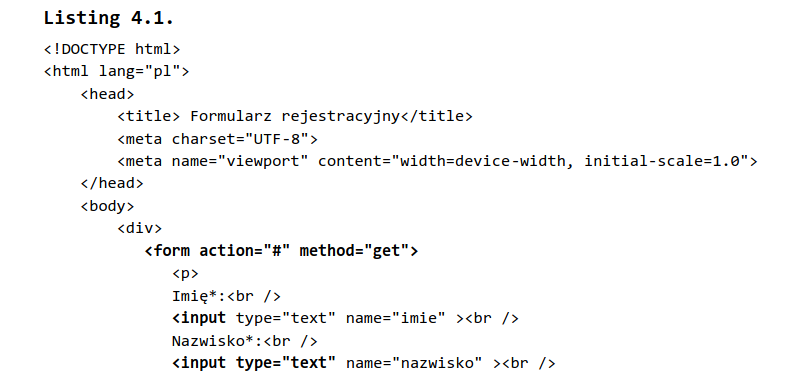 Listing 4.1.
<!DOCTYPE html>
<html lang="pl">
<head>
<title> Formularz rejestracyjny</title>
<meta charset="UTF-8">
<meta name="viewport" content="width=device-width, initial-scale=1.0">
</head>
<body>
<div>
<form action="#" method="get">
<p>
Imię*:<br />
<input type="text" name="imie" ><br />
Nazwisko*:<br />
<input type="text" name="nazwisko" ><br />